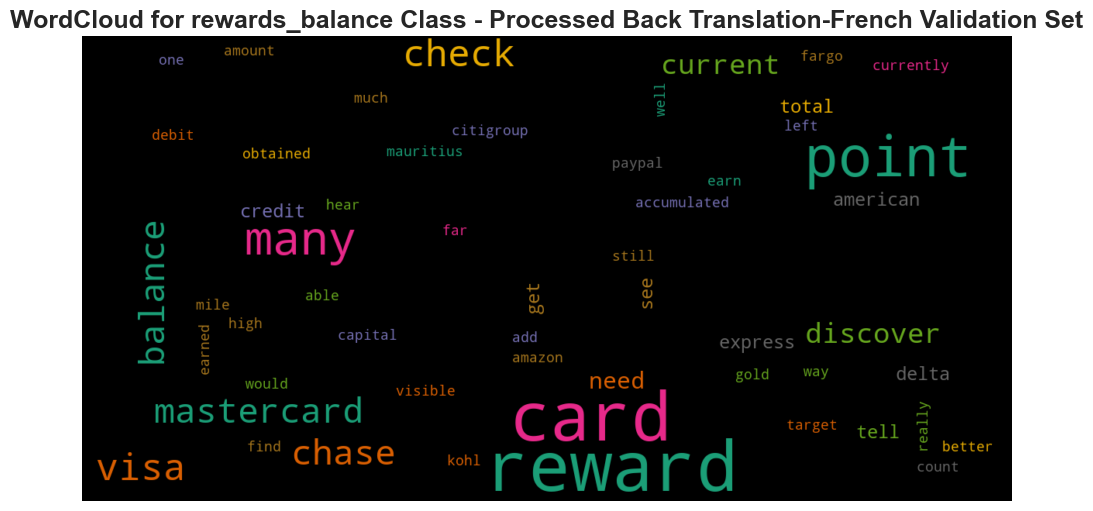 WordCloud for rewards_balance Class - Processed Back Translation-French Validation Set
one
amount
check
current
fargo
currently
much
well
total
left
debit
citigroup
obtained
mauritius
point
paypal
earn
american
accumulated
credit
hear
many
far
balance
still
see
get
able
mile
high
earned
capital
add
amazon
express
discover
would
visible
need
gold
way
delta
mastercard
card
target
tell
really
better
find
chase
visa
kohl
reward
count